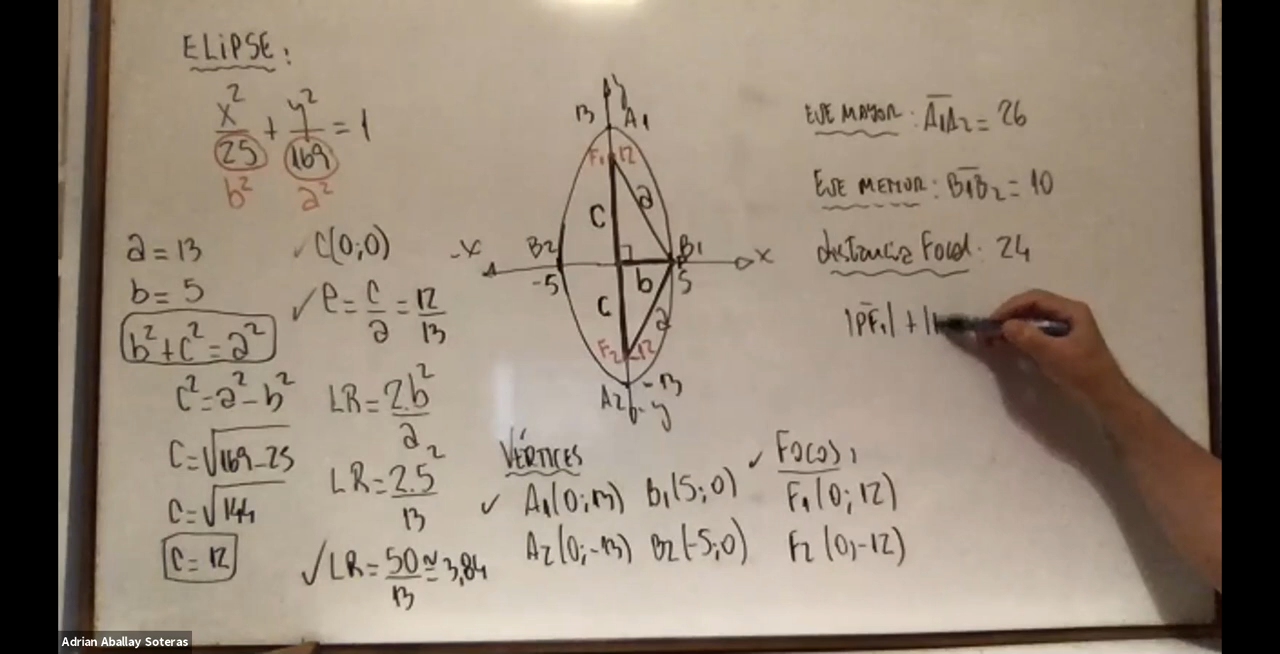 ELIPSE:
x²/25 + y²/169 = 1
b² a²
a = 13
b = 5
b² + c² = a²
c² = a² - b²
C = √169-25
C = √144
C = 12
✓ C(0;0)
✓ e = c/a = 12/13
LR = 2.b²/a
LR = 2.5²/13
✓ LR = 50/13 ≅ 3,84
y
13 A1
F1 12
C a
-x B2 B1 x
-5 b 5
C a
F2 -12
A2 -13
-y
VÉRTICES
✓ A1(0;13) B1(5;0)
A2(0;-13) B2(-5;0)
✓ FOCOS:
F1(0;12)
F2(0;-12)
EJE MAYOR: A1A2 = 26
EJE MENOR: B1B2 = 10
distancia Focal: 24
|PF1| + |
Adrian Aballay Soteras